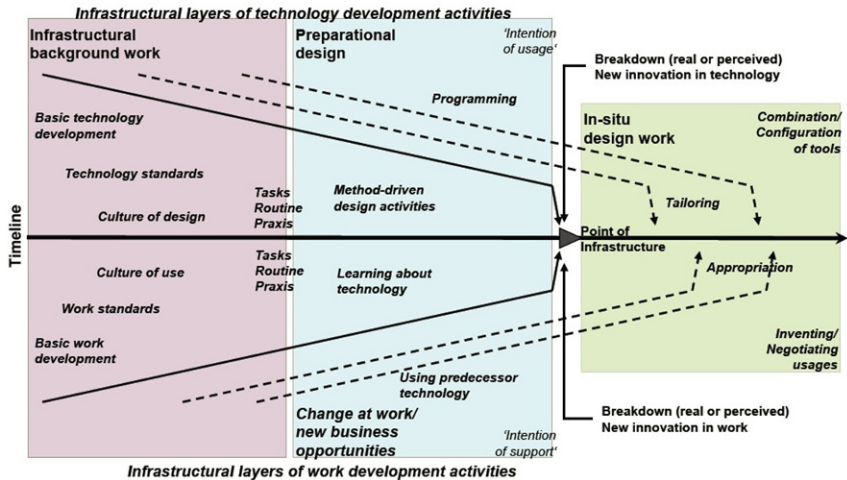 Infrastructural layers of technology development activities
Infrastructural
background work
Preparational
design
'Intention
of usage'
Breakdown (real or perceived)
New innovation in technology
Programming
Basic technology
development
In-situ
design work
Combination/
Configuration
of tools
Technology standards
Tasks
Routine
Praxis
Method-driven
design activities
Culture of design
Tailoring
Timeline
Point of
Infrastructure
Culture of use
Tasks
Routine
Praxis
Learning about
technology
Appropriation
Work standards
Basic work
development
Inventing/
Negotiating
usages
Using predecessor
technology
Change at work/
new business
opportunities
'Intention
of support'
Breakdown (real or perceived)
New innovation in work
Infrastructural layers of work development activities